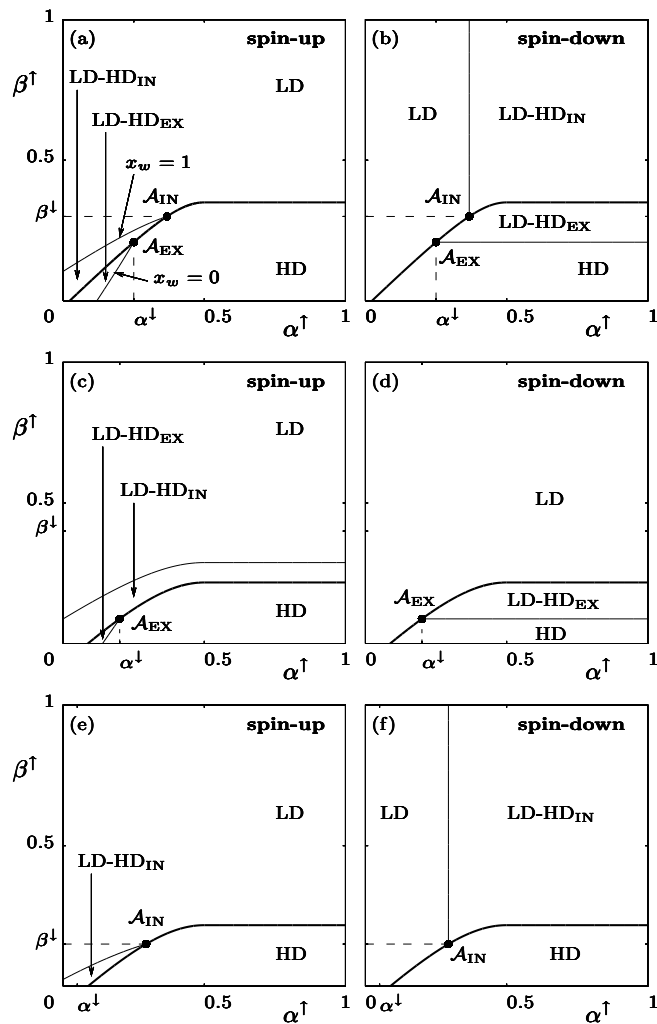 1 (a) spin-up (b) spin-down
β↑ LD-HD_IN LD
LD-HD_EX LD LD-HD_IN
0.5 x_w = 1
A_IN A_IN
β↓ LD-HD_EX
A_EX A_EX
x_w = 0 HD HD
0 α↓ 0.5 α↑ 1 0 α↓ 0.5 α↑ 1
1 (c) spin-up (d) spin-down
β↑ LD-HD_EX LD
LD-HD_IN
0.5 LD
β↓
A_EX LD-HD_EX
A_EX HD HD
0 α↓ 0.5 α↑ 1 0 α↓ 0.5 α↑ 1
1 (e) spin-up (f) spin-down
β↑
LD LD LD-HD_IN
0.5
LD-HD_IN
A_IN
β↓ HD A_IN HD
0 α↓ 0.5 α↑ 1 0 α↓ 0.5 α↑ 1